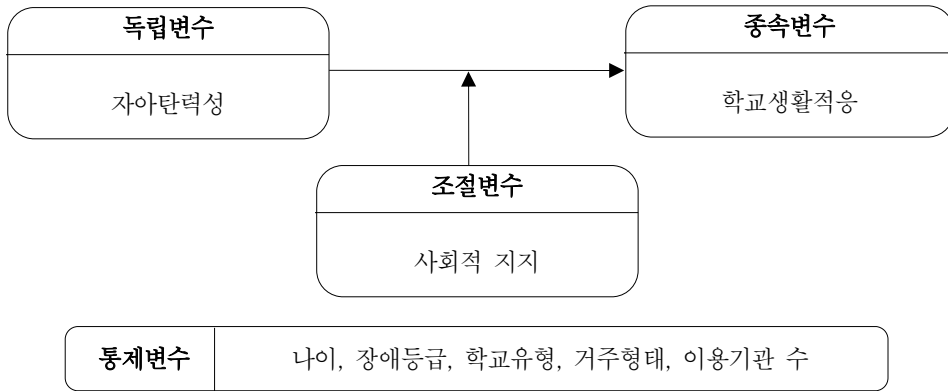 독립변수
자아탄력성
종속변수
학교생활적응
조절변수
사회적 지지
통제변수
나이, 장애등급, 학교유형, 거주형태, 이용기관 수